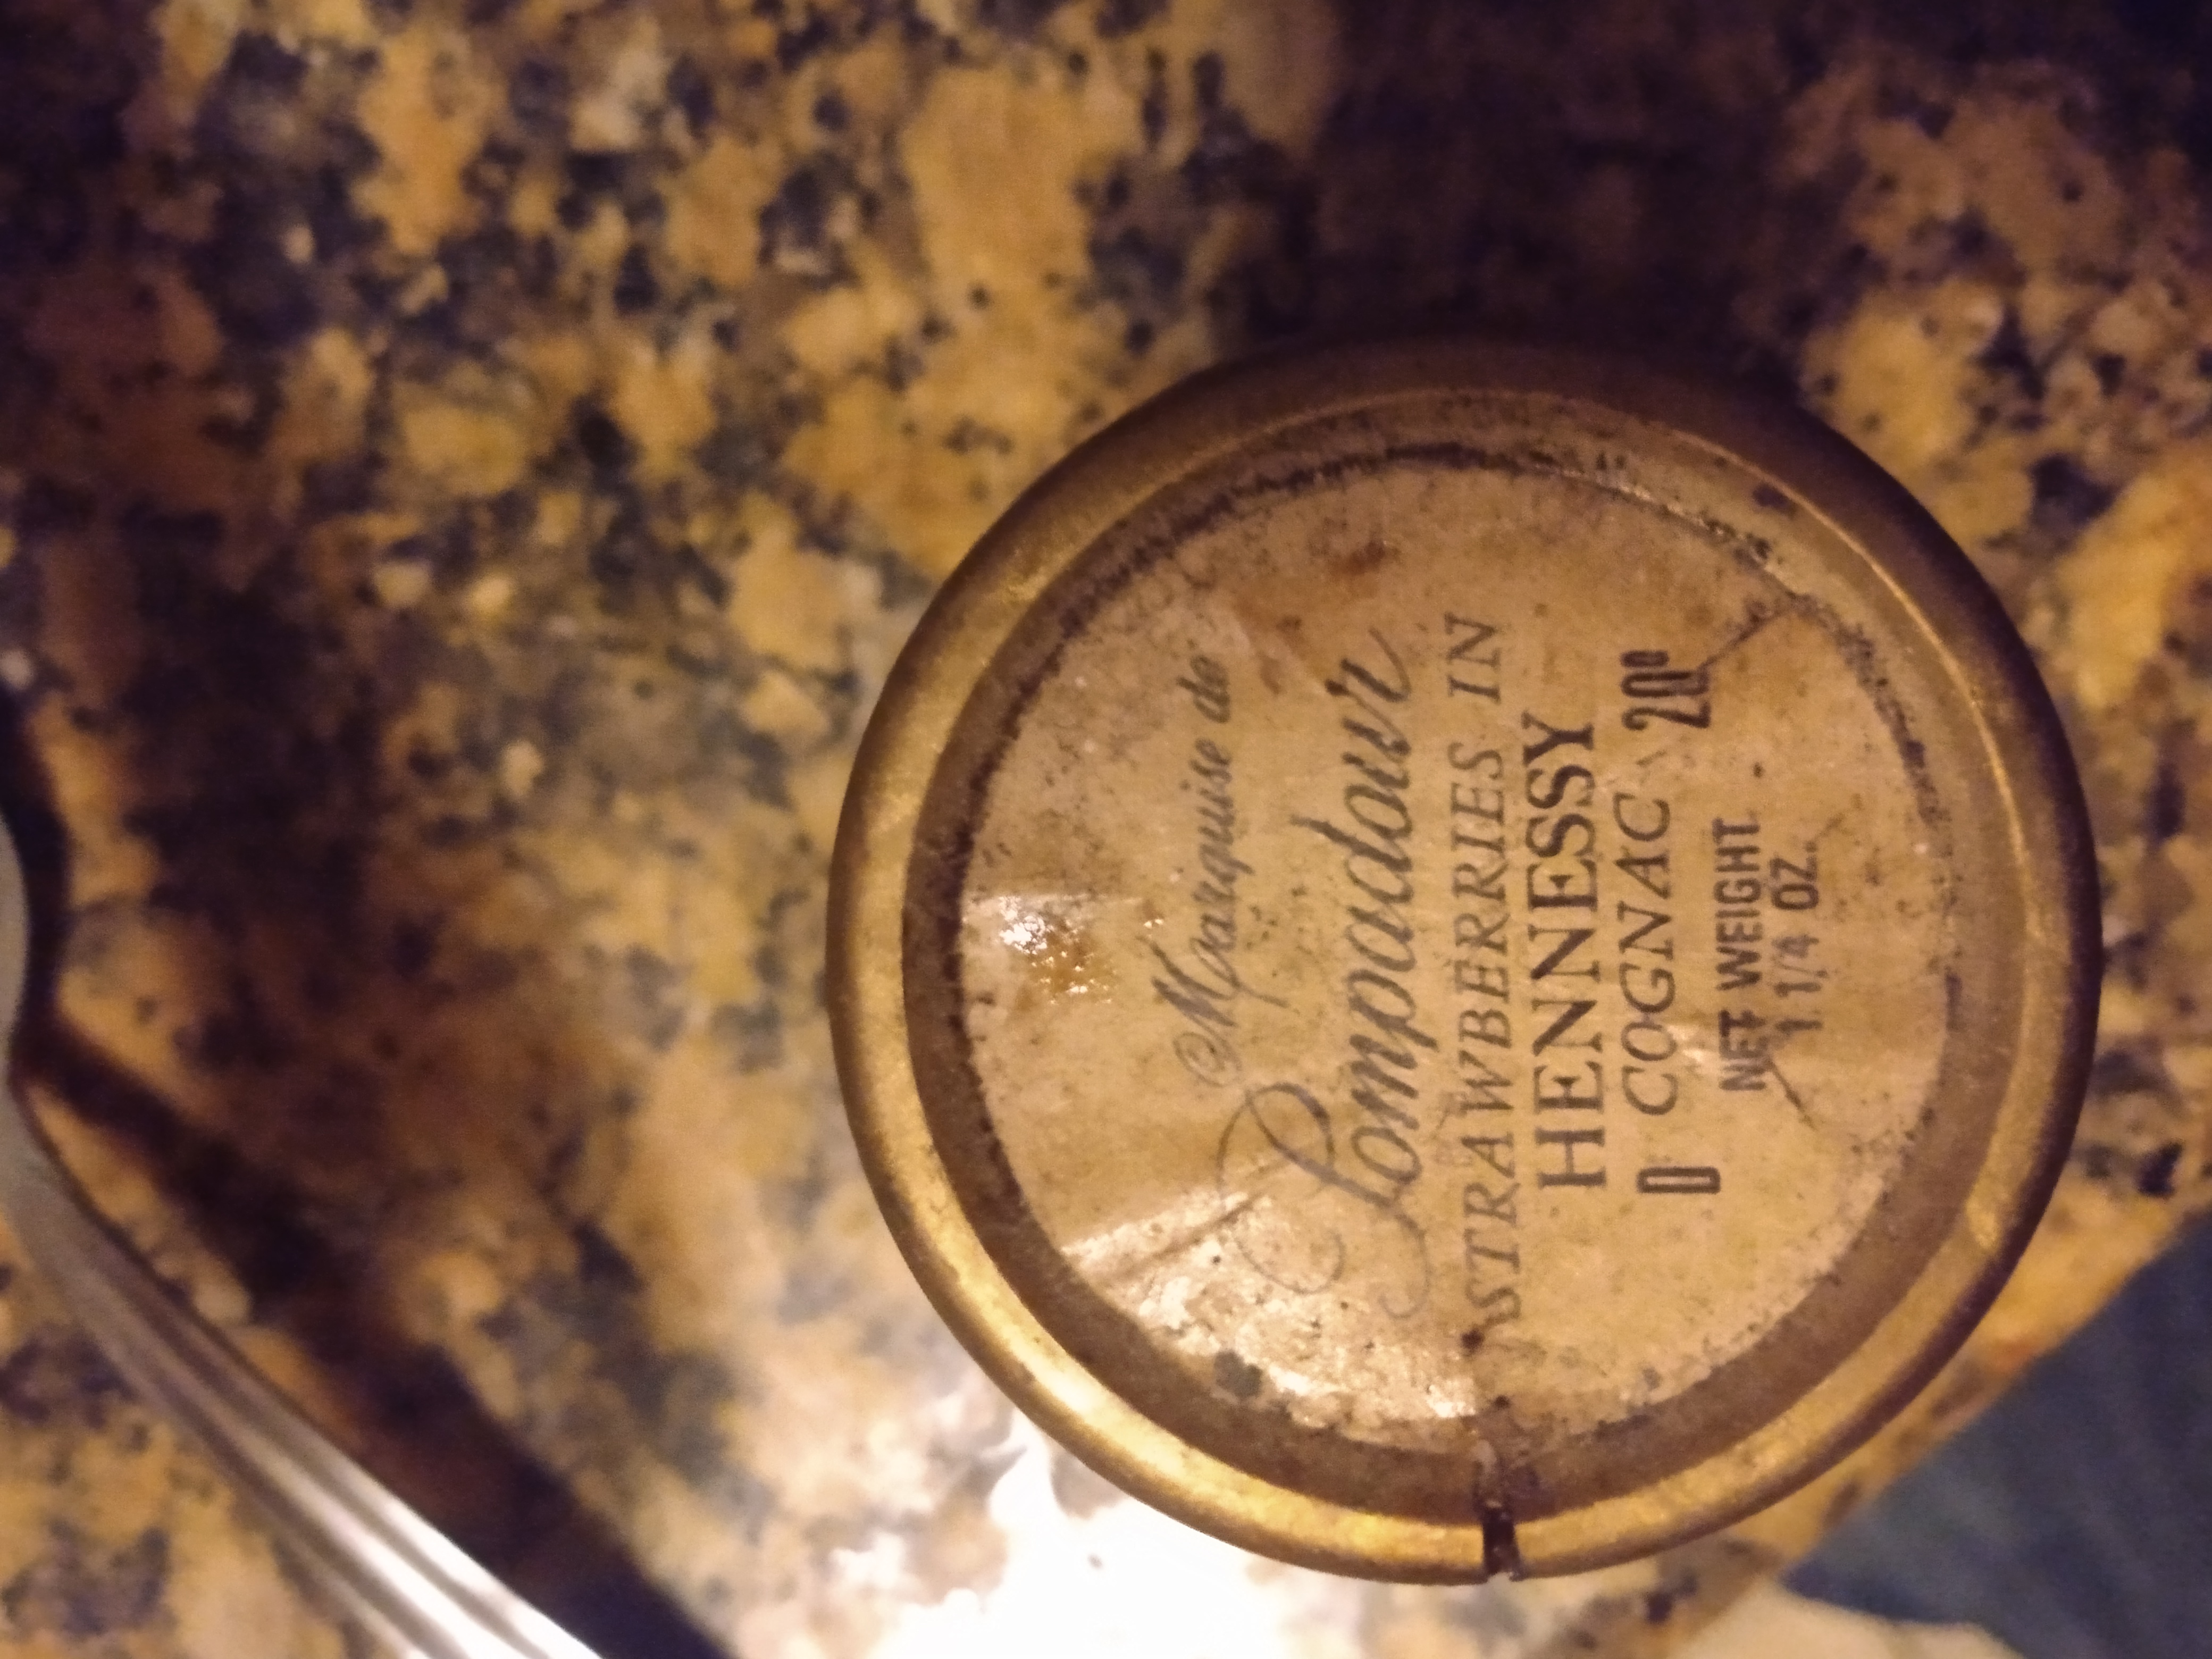 © Marquise de
Pompadour
STRAWBERRIES IN
HENNESSY
D COGNAC 20°
NET WEIGHT
1 1/4 OZ.